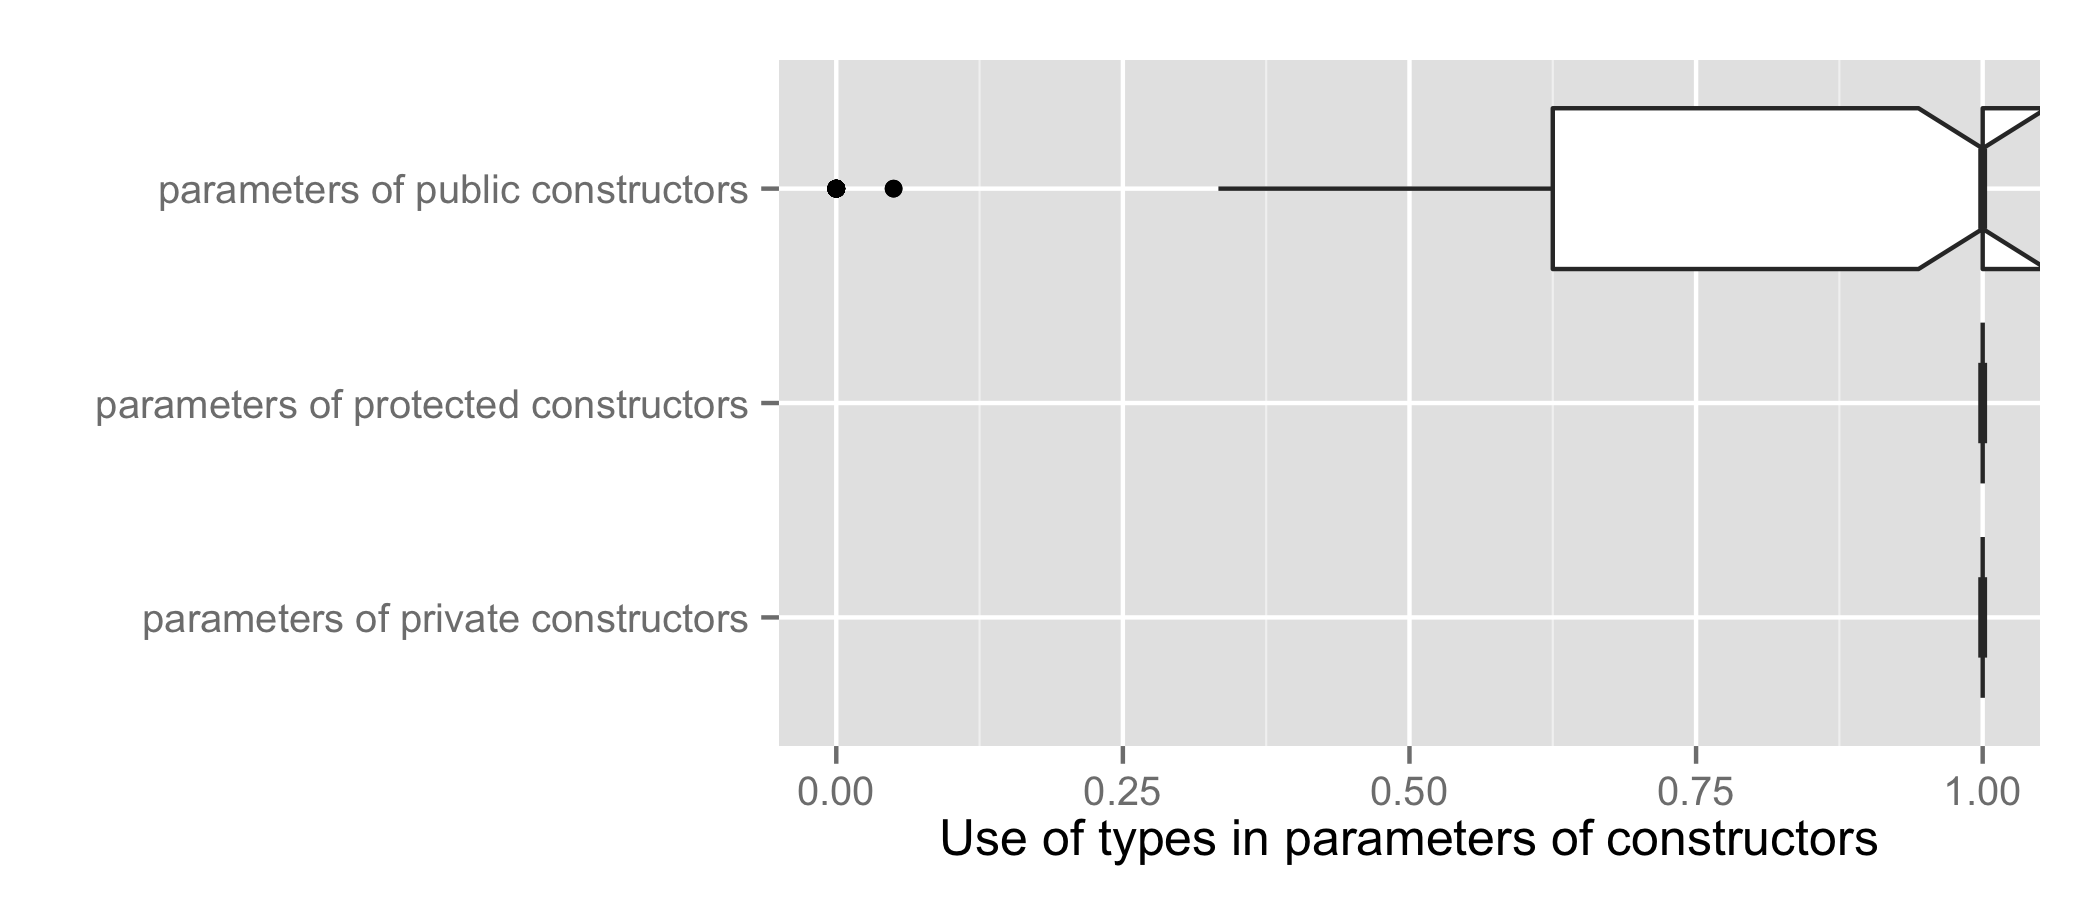 parameters of public constructors
parameters of protected constructors
parameters of private constructors
0.00 0.25 0.50 0.75 1.00
Use of types in parameters of constructors